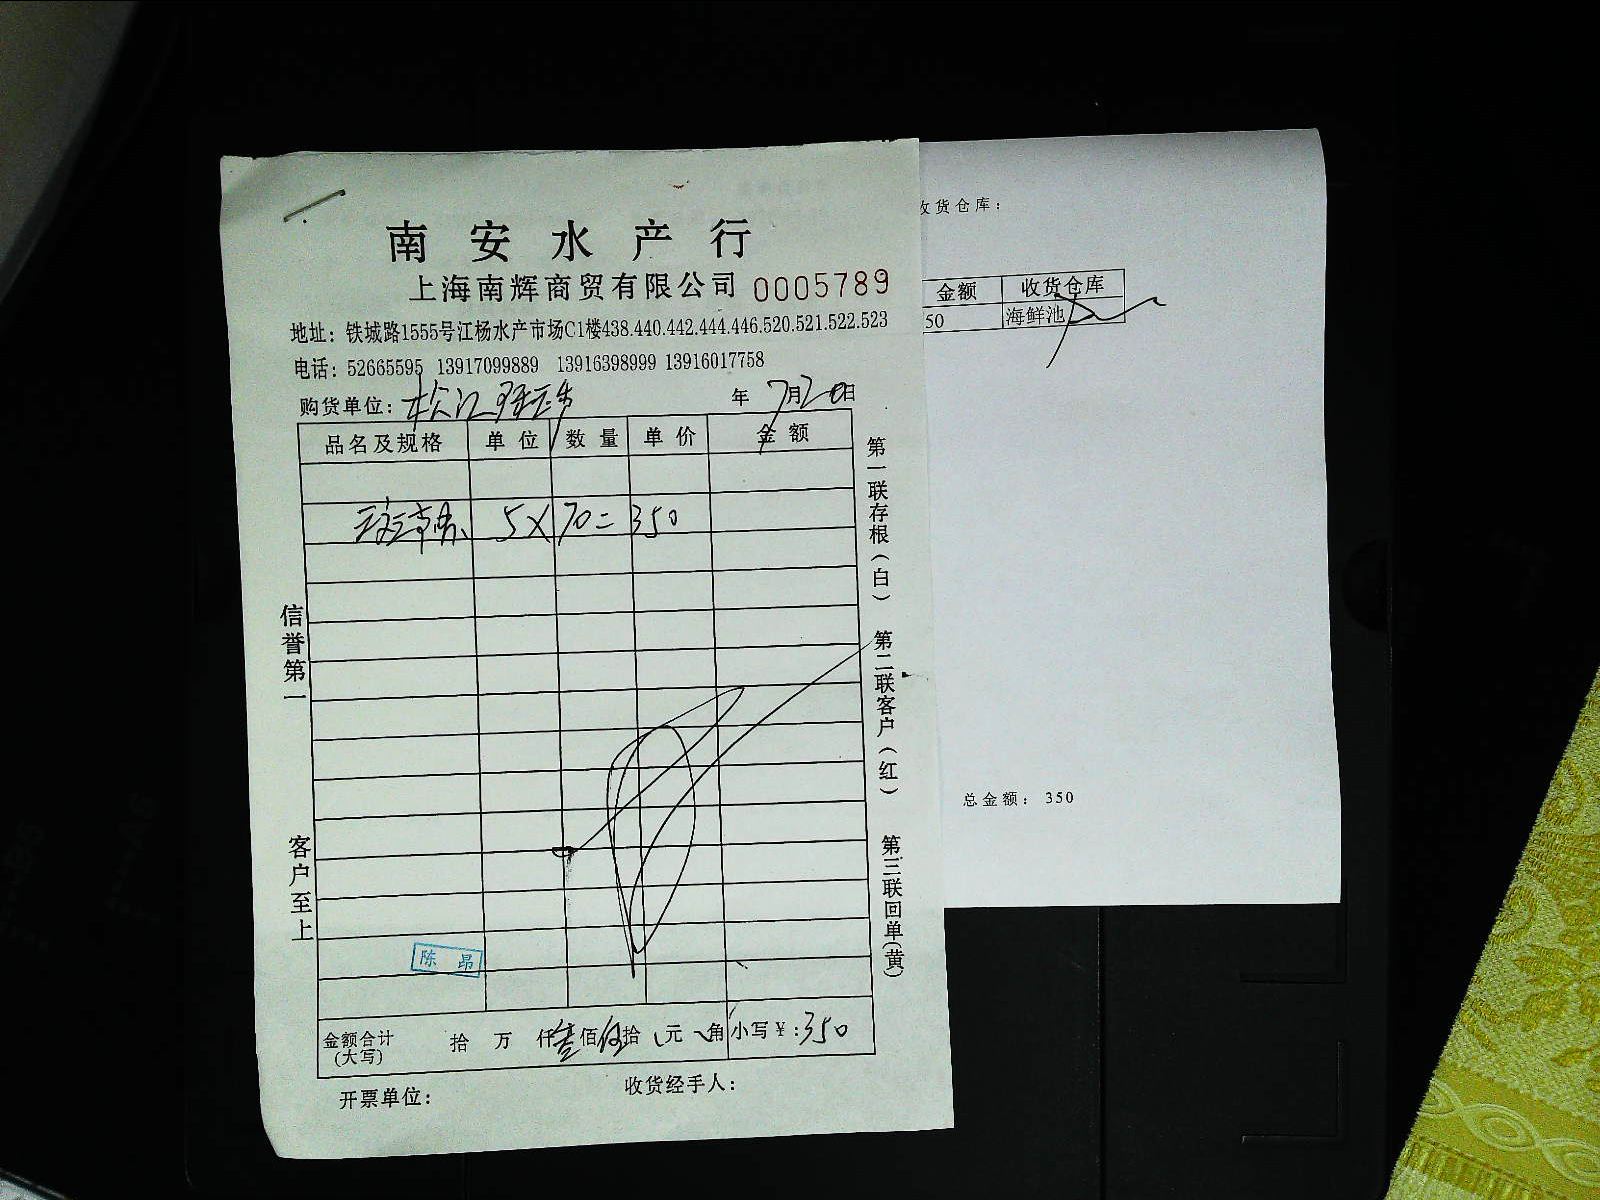 南安水产行
上海南辉商贸有限公司 0005789
地址：铁城路1555号江杨水产市场C1楼438.440.442.444.446.520.521.522.523
电话：52665595 13917099889 13916398999 13916017758
购货单位：松江 年7月20日
品名及规格 单位 数量 单价 金额
5×70=350
信誉第一
客户至上
第一联存根（白）
第二联客户（红）
第三联回单（黄）
陈昂
金额合计（大写） 拾 万 仟 佰伍拾 元 角 小写￥：350
开票单位： 收货经手人：
收货仓库：
金额 收货仓库
50 海鲜池
总金额：350